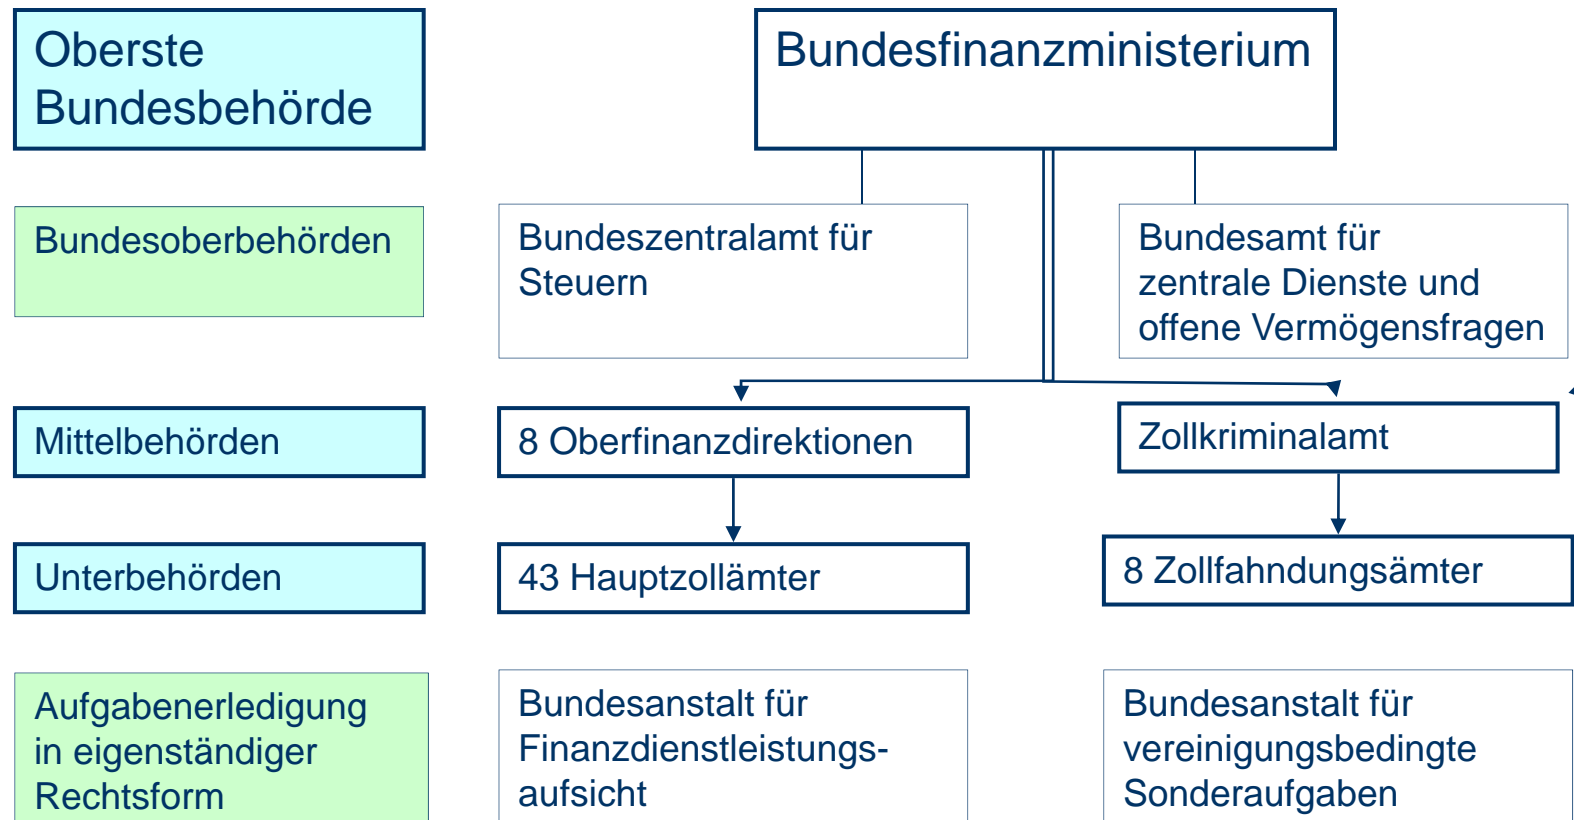 Oberste
Bundesbehörde
Bundesfinanzministerium
Bundesoberbehörden
Bundeszentralamt für
Steuern
Bundesamt für
zentrale Dienste und
offene Vermögensfragen
Mittelbehörden
8 Oberfinanzdirektionen
Zollkriminalamt
Unterbehörden
43 Hauptzollämter
8 Zollfahndungsämter
Aufgabenerledigung
in eigenständiger
Rechtsform
Bundesanstalt für
Finanzdienstleistungs-
aufsicht
Bundesanstalt für
vereinigungsbedingte
Sonderaufgaben